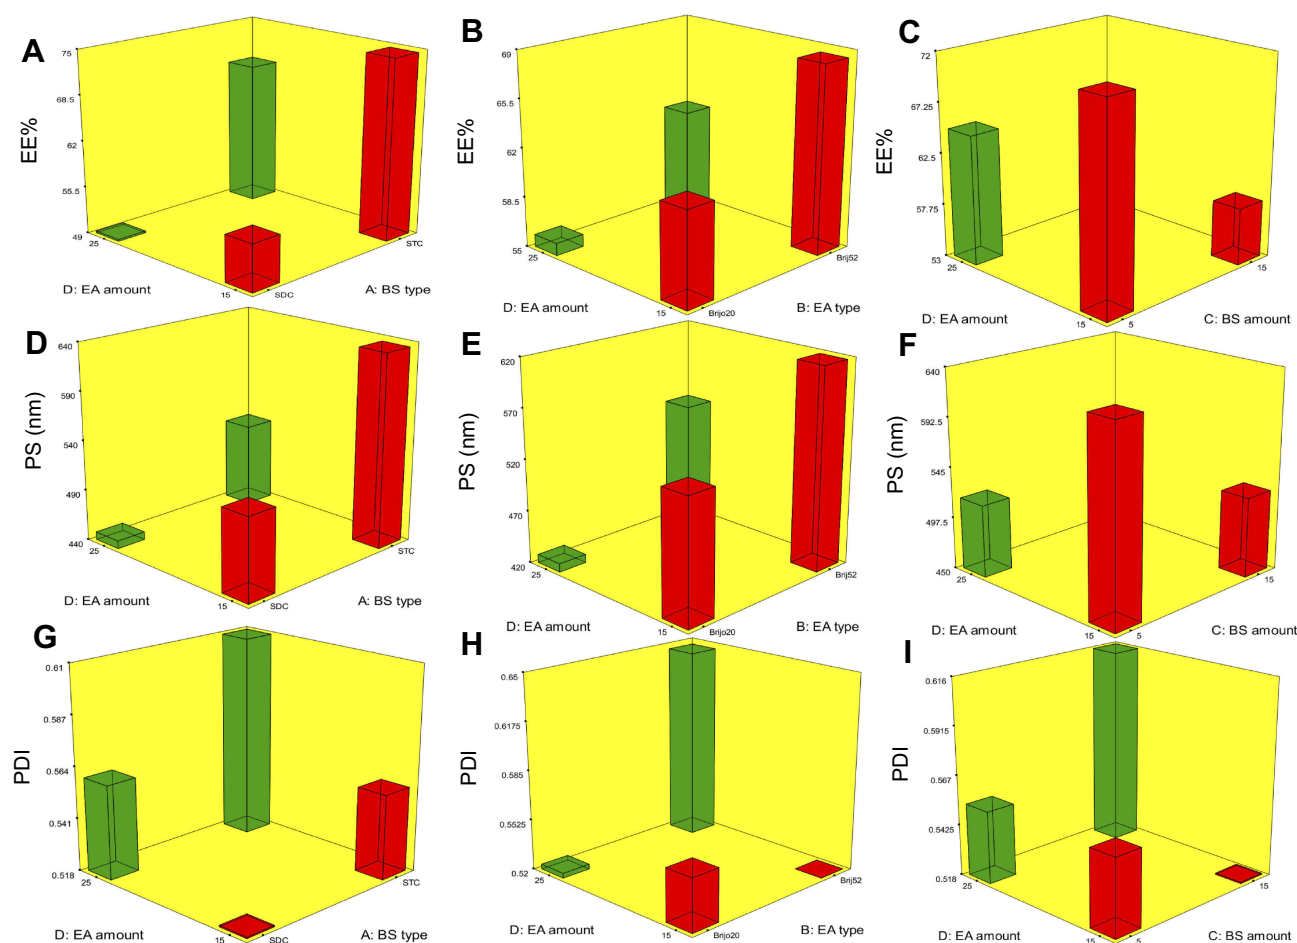 A
75
68.5
62
55.5
49
EE%
25
15
SDC
STC
D: EA amount
A: BS type
B
69
65.5
62
58.5
55
EE%
25
15
Brijo20
Brij52
D: EA amount
B: EA type
C
72
67.25
62.5
57.75
53
EE%
25
15
5
15
D: EA amount
C: BS amount
D
640
590
540
490
440
PS (nm)
25
15
SDC
STC
D: EA amount
A: BS type
E
620
570
520
470
420
PS (nm)
25
15
Brijo20
Brij52
D: EA amount
B: EA type
F
640
592.5
545
497.5
450
PS (nm)
25
15
5
15
D: EA amount
C: BS amount
G
0.61
0.587
0.564
0.541
0.518
PDI
25
15
SDC
STC
D: EA amount
A: BS type
H
0.65
0.6175
0.585
0.5525
0.52
PDI
25
15
Brijo20
Brij52
D: EA amount
B: EA type
I
0.616
0.5915
0.567
0.5425
0.518
PDI
25
15
5
15
D: EA amount
C: BS amount